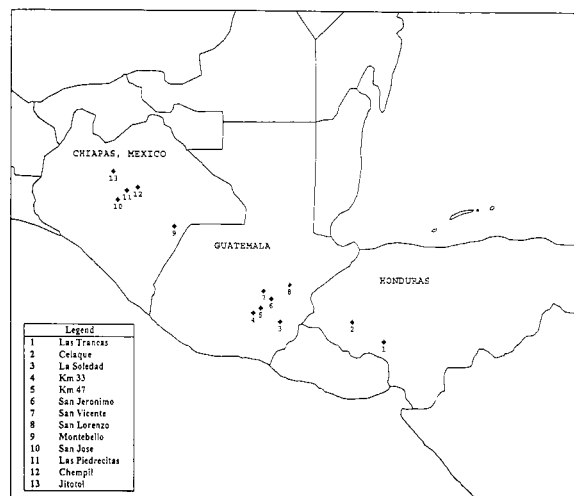 CHIAPAS, MEXICO
13
11 12
10
9
GUATEMALA
HONDURAS
7 8
6
5
4 3
2
1
Legend
1 Las Trancas
2 Celaque
3 La Soledad
4 Km 33
5 Km 47
6 San Jeronimo
7 San Vicente
8 San Lorenzo
9 Montebello
10 San Jose
11 Las Piedrecitas
12 Chempil
13 Jitotol